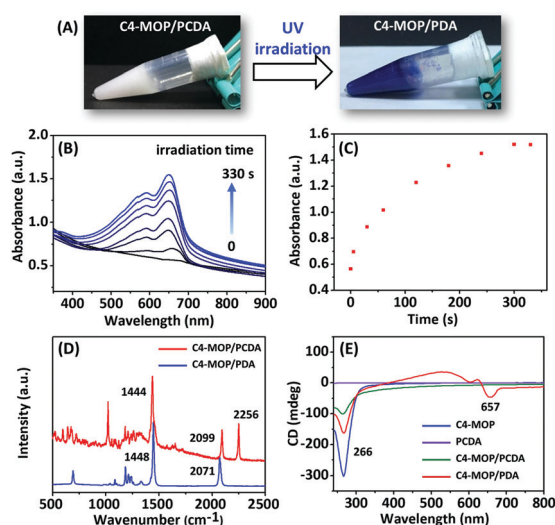 (A)
C4-MOP/PCDA
UV
irradiation
C4-MOP/PDA
(B)
irradiation time
330 s
0
Absorbance (a.u.)
2.0
1.5
1.0
0.5
400 500 600 700 800 900
Wavelength (nm)
(C)
Absorbance (a.u.)
1.6
1.4
1.2
1.0
0.8
0.6
0.4
0 100 200 300
Time (s)
(D)
C4-MOP/PCDA
C4-MOP/PDA
1444
2256
2099
1448
2071
Intensity (a.u.)
500 1000 1500 2000 2500
Wavenumber (cm-1)
(E)
CD (mdeg)
100
0
-100
-200
-300
657
266
C4-MOP
PCDA
C4-MOP/PCDA
C4-MOP/PDA
300 400 500 600 700 800
Wavelength (nm)